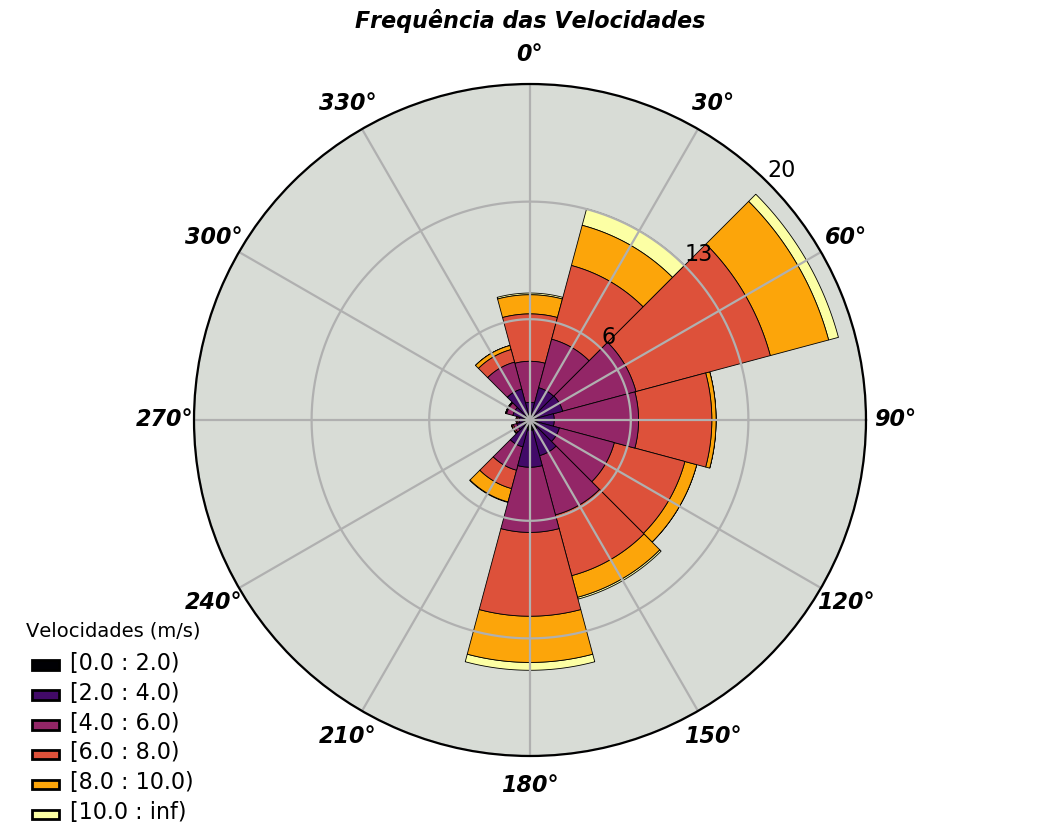 Frequência das Velocidades
0°
330°
30°
20
300°
60°
13
6
270°
90°
240°
120°
210°
150°
180°
Velocidades (m/s)
[0.0 : 2.0)
[2.0 : 4.0)
[4.0 : 6.0)
[6.0 : 8.0)
[8.0 : 10.0)
[10.0 : inf)